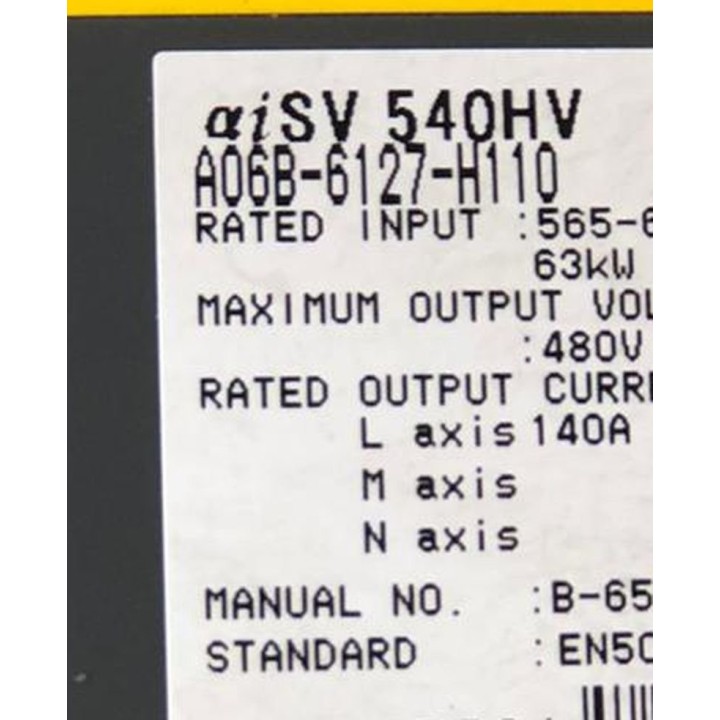 αiSV 540HV
A06B-6127-H110
RATED INPUT :565-6
63kW
MAXIMUM OUTPUT VOL
:480V
RATED OUTPUT CURR
L axis 140A
M axis
N axis
MANUAL NO. :B-65
STANDARD :EN50